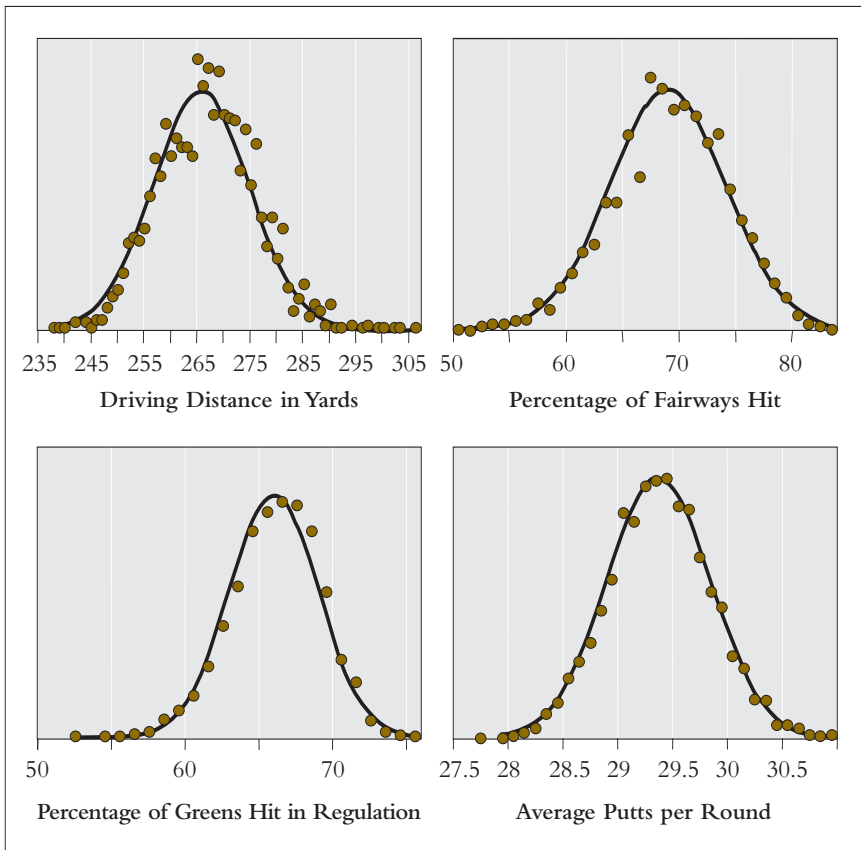 235 245 255 265 275 285 295 305
Driving Distance in Yards
50 60 70 80
Percentage of Fairways Hit
50 60 70
Percentage of Greens Hit in Regulation
27.5 28 28.5 29 29.5 30 30.5
Average Putts per Round